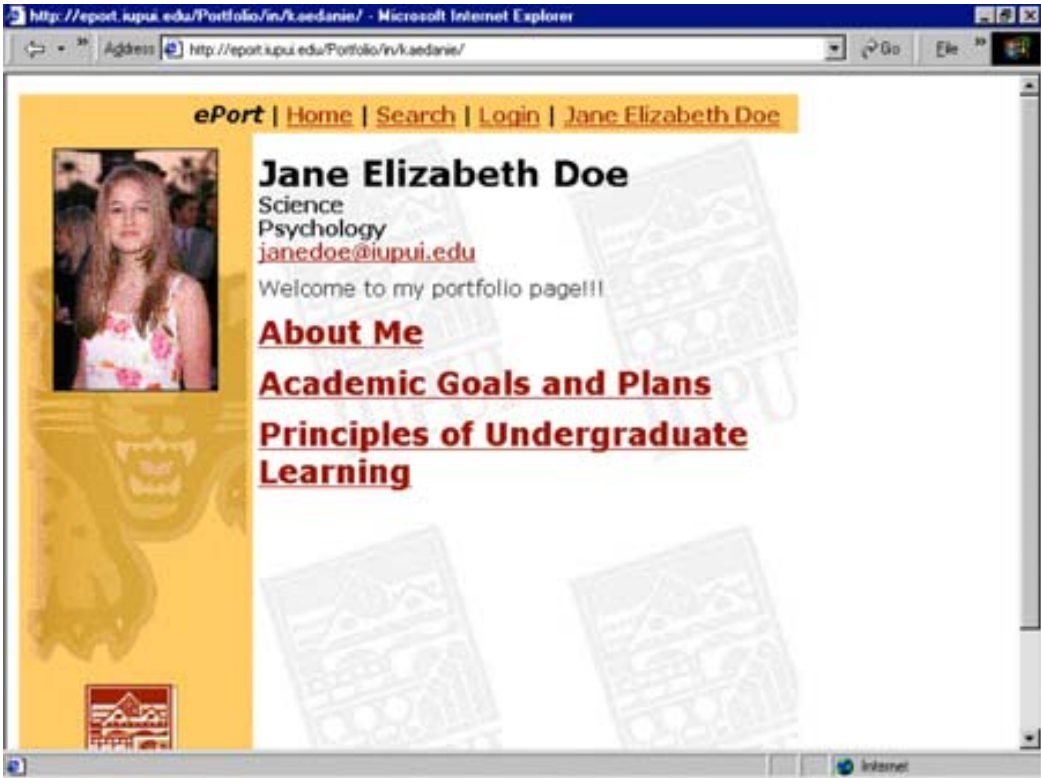 http://eport.iupui.edu/Portfolio/in/kaedanie/ - Microsoft Internet Explorer
Address http://eport.iupui.edu/Portfolio/in/kaedanie/ Go File
ePort | Home | Search | Login | Jane Elizabeth Doe
Jane Elizabeth Doe
Science
Psychology
janedoe@iupui.edu
Welcome to my portfolio page!!!
About Me
Academic Goals and Plans
Principles of Undergraduate
Learning
IUPUI
IUPUI
Internet